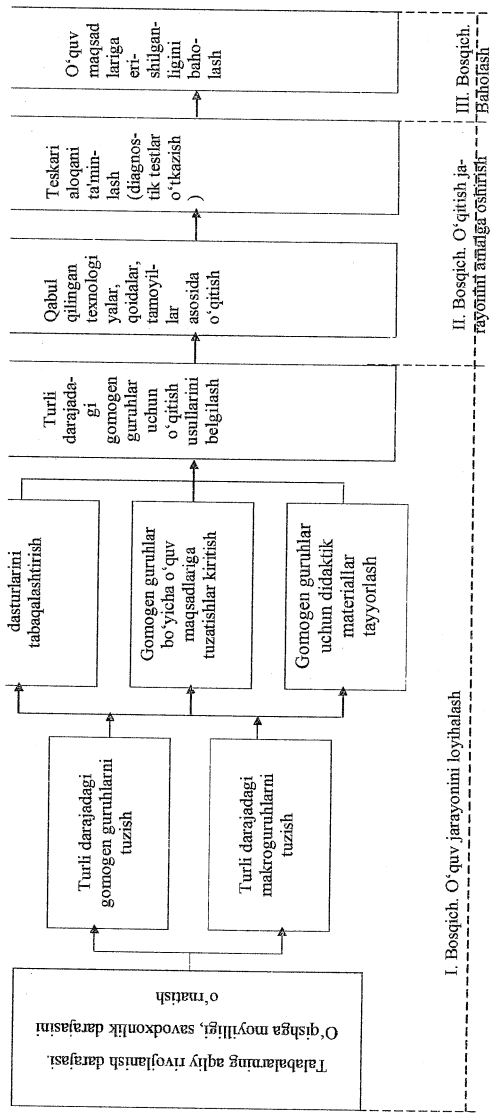 Talabalarning aqliy rivojlanish darajasi.
O‘qishga moyilligi, savodxonlik darajasini
o‘rnatish
Turli darajadagi
gomogen guruhlarni
tuzish
Turli darajadagi
makroguruhlarni
tuzish
dasturlarini
tabaqalashtirish
Gomogen guruhlar
bo‘yicha o‘quv
maqsadlariga
tuzatishlar kiritish
Gomogen guruhlar
uchun didaktik
materiallar
tayyorlash
Turli
darajada-
gi
gomogen
guruhlar
uchun
o‘qitish
usullarini
belgilash
Qabul
qilingan
texnologi
yalar,
qoidalar,
tamoyil-
lar
asosida
o‘qitish
Teskari
aloqani
ta'min-
lash
(diagnos-
tik testlar
o‘tkazish
)
O‘quv
maqsad
lariga
eri-
shilgan-
ligini
baho-
lash
I. Bosqich. O‘quv jarayonini loyihalash
II. Bosqich. O‘qitish ja-
rayonini amalga oshirish
III. Bosqich.
Baholash